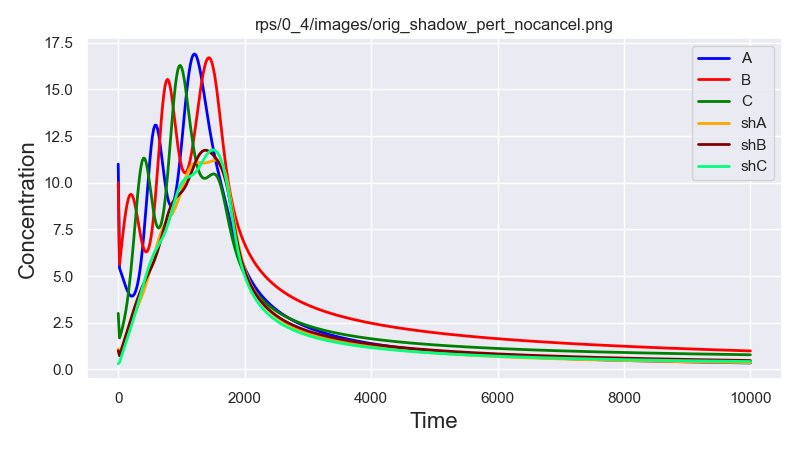 rps/0_4/images/orig_shadow_pert_nocancel.png
17.5
15.0
12.5
10.0
7.5
5.0
2.5
0.0
Concentration
A
B
C
shA
shB
shC
0 2000 4000 6000 8000 10000
Time